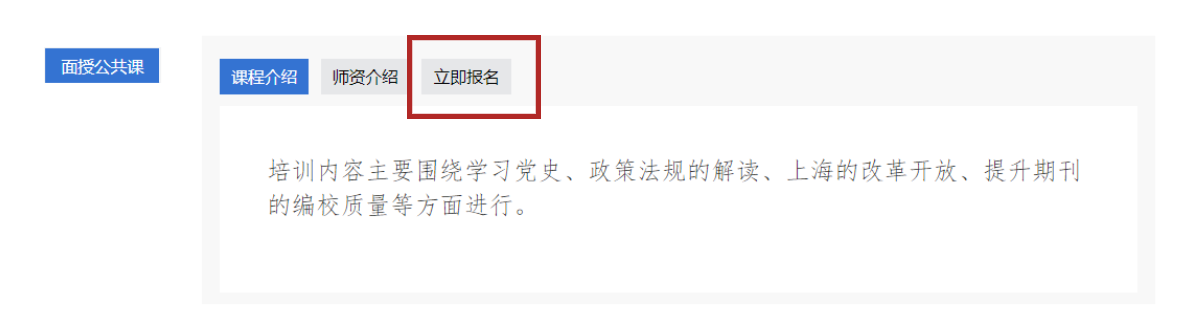 面授公共课
课程介绍 师资介绍 立即报名
培训内容主要围绕学习党史、政策法规的解读、上海的改革开放、提升期刊
的编校质量等方面进行。